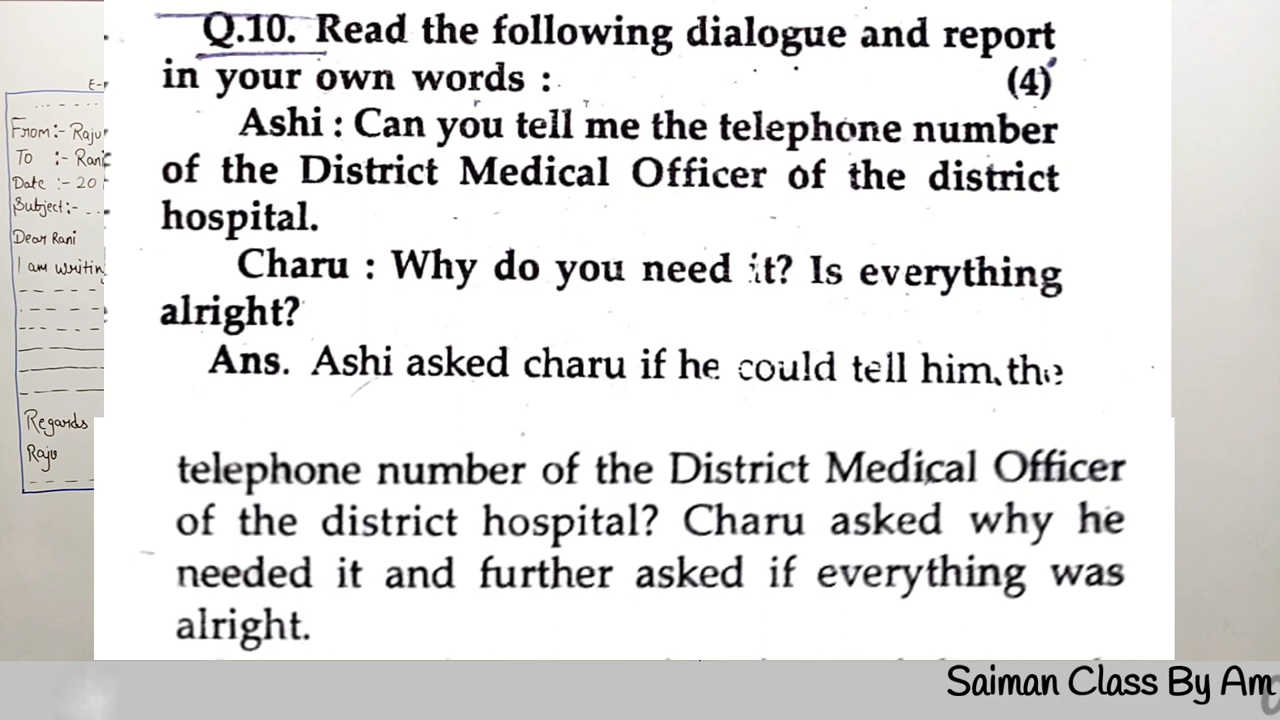 Q.10. Read the following dialogue and report
in your own words : (4)
Ashi : Can you tell me the telephone number
of the District Medical Officer of the district
hospital.
Charu : Why do you need it? Is everything
alright?
Ans. Ashi asked charu if he could tell him the
telephone number of the District Medical Officer
of the district hospital? Charu asked why he
needed it and further asked if everything was
alright.
From:- Raju
To :- Rani
Date :- 20
Subject:-
Dear Rani
I am writin
Regards
Raju
Saiman Class By Am